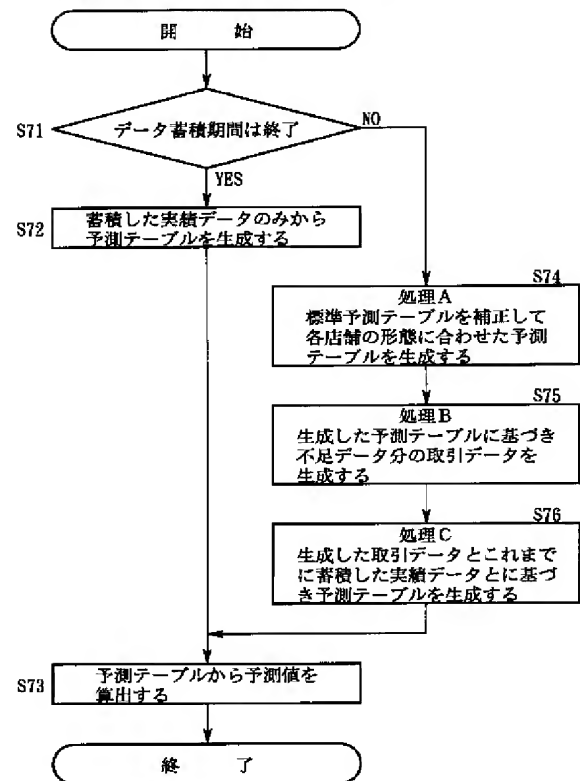 開 始
S71
データ蓄積期間は終了
NO
YES
S72
蓄積した実績データのみから
予測テーブルを生成する
S74
処理A
標準予測テーブルを補正して
各店舗の形態に合わせた予測
テーブルを生成する
S75
処理B
生成した予測テーブルに基づき
不足データ分の取引データを
生成する
S76
処理C
生成した取引データとこれまで
に蓄積した実績データとに基づ
き予測テーブルを生成する
S73
予測テーブルから予測値を
算出する
終 了